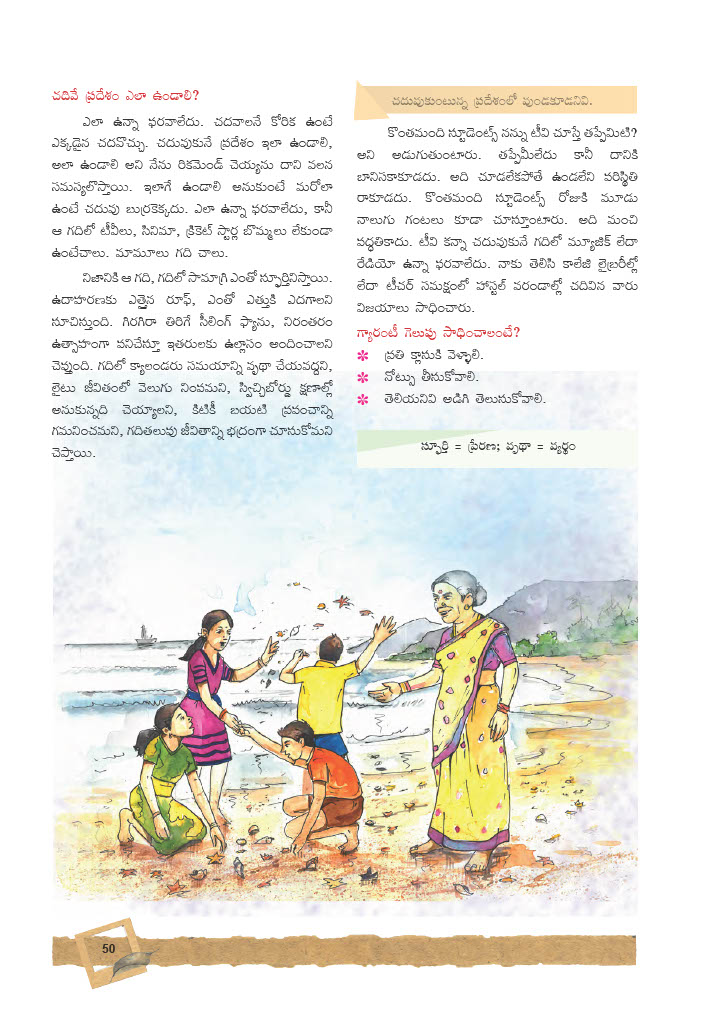 చదివే ప్రదేశం ఎలా ఉండాలి?
ఎలా ఉన్నా ఫరవాలేదు. చదవాలనే కోరిక ఉంటే
ఎక్కడైన చదవొచ్చు. చదువుకునే ప్రదేశం ఇలా ఉండాలి,
అలా ఉండాలి అని నేను రికమెండ్ చెయ్యను దాని వలన
సమస్యలొస్తాయి. ఇలాగే ఉండాలి అనుకుంటే మరోలా
ఉంటే చదువు బుర్రకెక్కదు. ఎలా ఉన్నా ఫరవాలేదు, కానీ
ఆ గదిలో టీవీలు, సినిమా, క్రికెట్ స్టార్ల బొమ్మలు లేకుండా
ఉంటేచాలు. మామూలు గది చాలు.
నిజానికి ఆ గది, గదిలో సామాగ్రి ఎంతో స్ఫూర్తినిస్తాయి.
ఉదాహరణకు ఎత్తైన రూఫ్, ఎంతో ఎత్తుకి ఎదగాలని
సూచిస్తుంది. గిరగిరా తిరిగే సీలింగ్ ఫ్యాను, నిరంతరం
ఉత్సాహంగా పనిచేస్తూ ఇతరులకు ఉల్లాసం అందించాలని
చెప్తుంది. గదిలో క్యాలండరు సమయాన్ని వృథా చేయవద్దని,
లైటు జీవితంలో వెలుగు నింపమని, స్విచ్చిబోర్డు క్షణాల్లో
అనుకున్నది చెయ్యాలని, కిటికీ బయటి ప్రపంచాన్ని
గమనించమని, గదితలుపు జీవితాన్ని భద్రంగా చూసుకోమని
చెప్తాయి.
చదువుకుంటున్న ప్రదేశంలో వుండకూడనివి.
కొంతమంది స్టూడెంట్స్ నన్ను టీవి చూస్తే తప్పేమిటి?
అని అడుగుతుంటారు. తప్పేమీలేదు కానీ దానికి
బానిసకాకూడదు. అది చూడలేకపోతే ఉండలేని పరిస్థితి
రాకూడదు. కొంతమంది స్టూడెంట్స్ రోజుకి మూడు
నాలుగు గంటలు కూడా చూస్తూంటారు. అది మంచి
పద్ధతికాదు. టీవి కన్నా చదువుకునే గదిలో మ్యూజిక్ లేదా
రేడియో ఉన్నా ఫరవాలేదు. నాకు తెలిసి కాలేజి లైబ్రరీల్లో
లేదా టీచర్ సమక్షంలో హాస్టల్ వరండాల్లో చదివిన వారు
విజయాలు సాధించారు.
గ్యారంటీ గెలుపు సాధించాలంటే?
✽ ప్రతి క్లాసుకి వెళ్ళాలి.
✽ నోట్సు తీసుకోవాలి.
✽ తెలియనివి అడిగి తెలుసుకోవాలి.
స్ఫూర్తి = ప్రేరణ; వృథా = వ్యర్థం
50